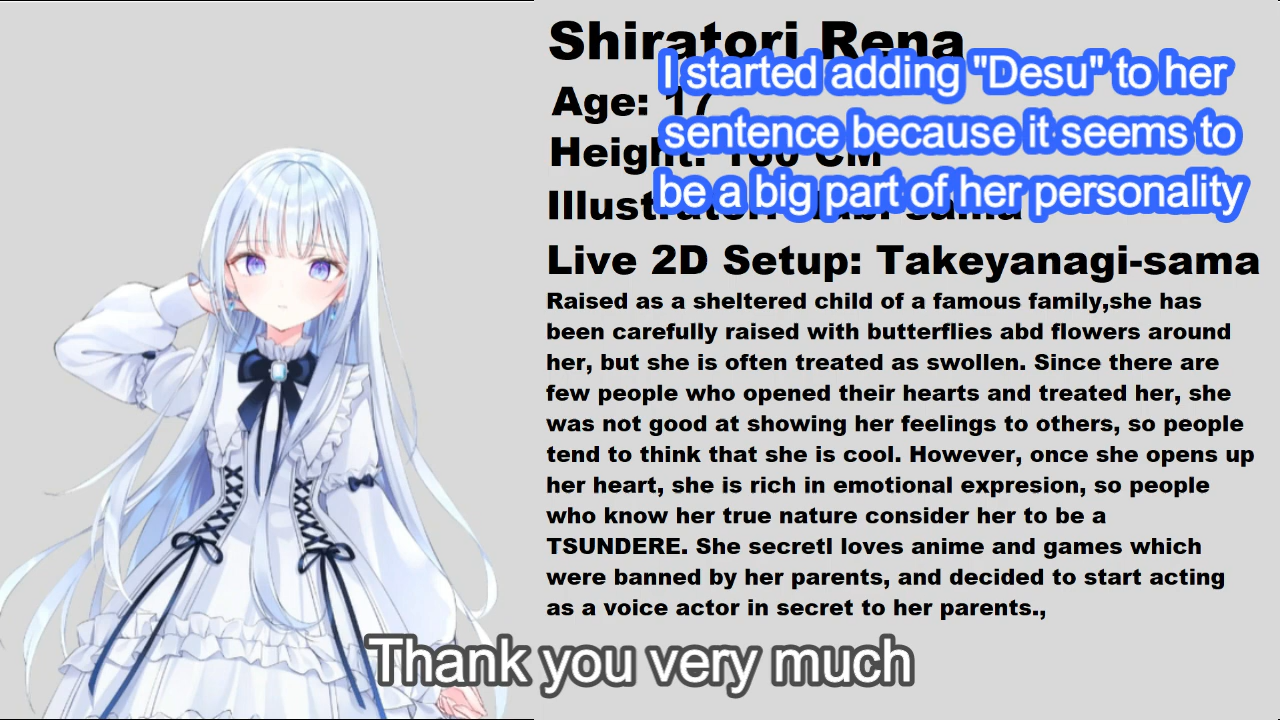 Shiratori Rena
I started adding "Desu" to her
Age: 17
sentence because it seems to
Height: 160 CM
be a big part of her personality
Live 2D Setup: Takeyanagi-sama
Raised as a sheltered child of a famous family,she has
been carefully raised with butterflies abd flowers around
her, but she is often treated as swollen. Since there are
few people who opened their hearts and treated her, she
was not good at showing her feelings to others, so people
tend to think that she is cool. However, once she opens up
her heart, she is rich in emotional expresion, so people
who know her true nature consider her to be a
TSUNDERE. She secretl loves anime and games which
were banned by her parents, and decided to start acting
as a voice actor in secret to her parents.,
Thank you very much